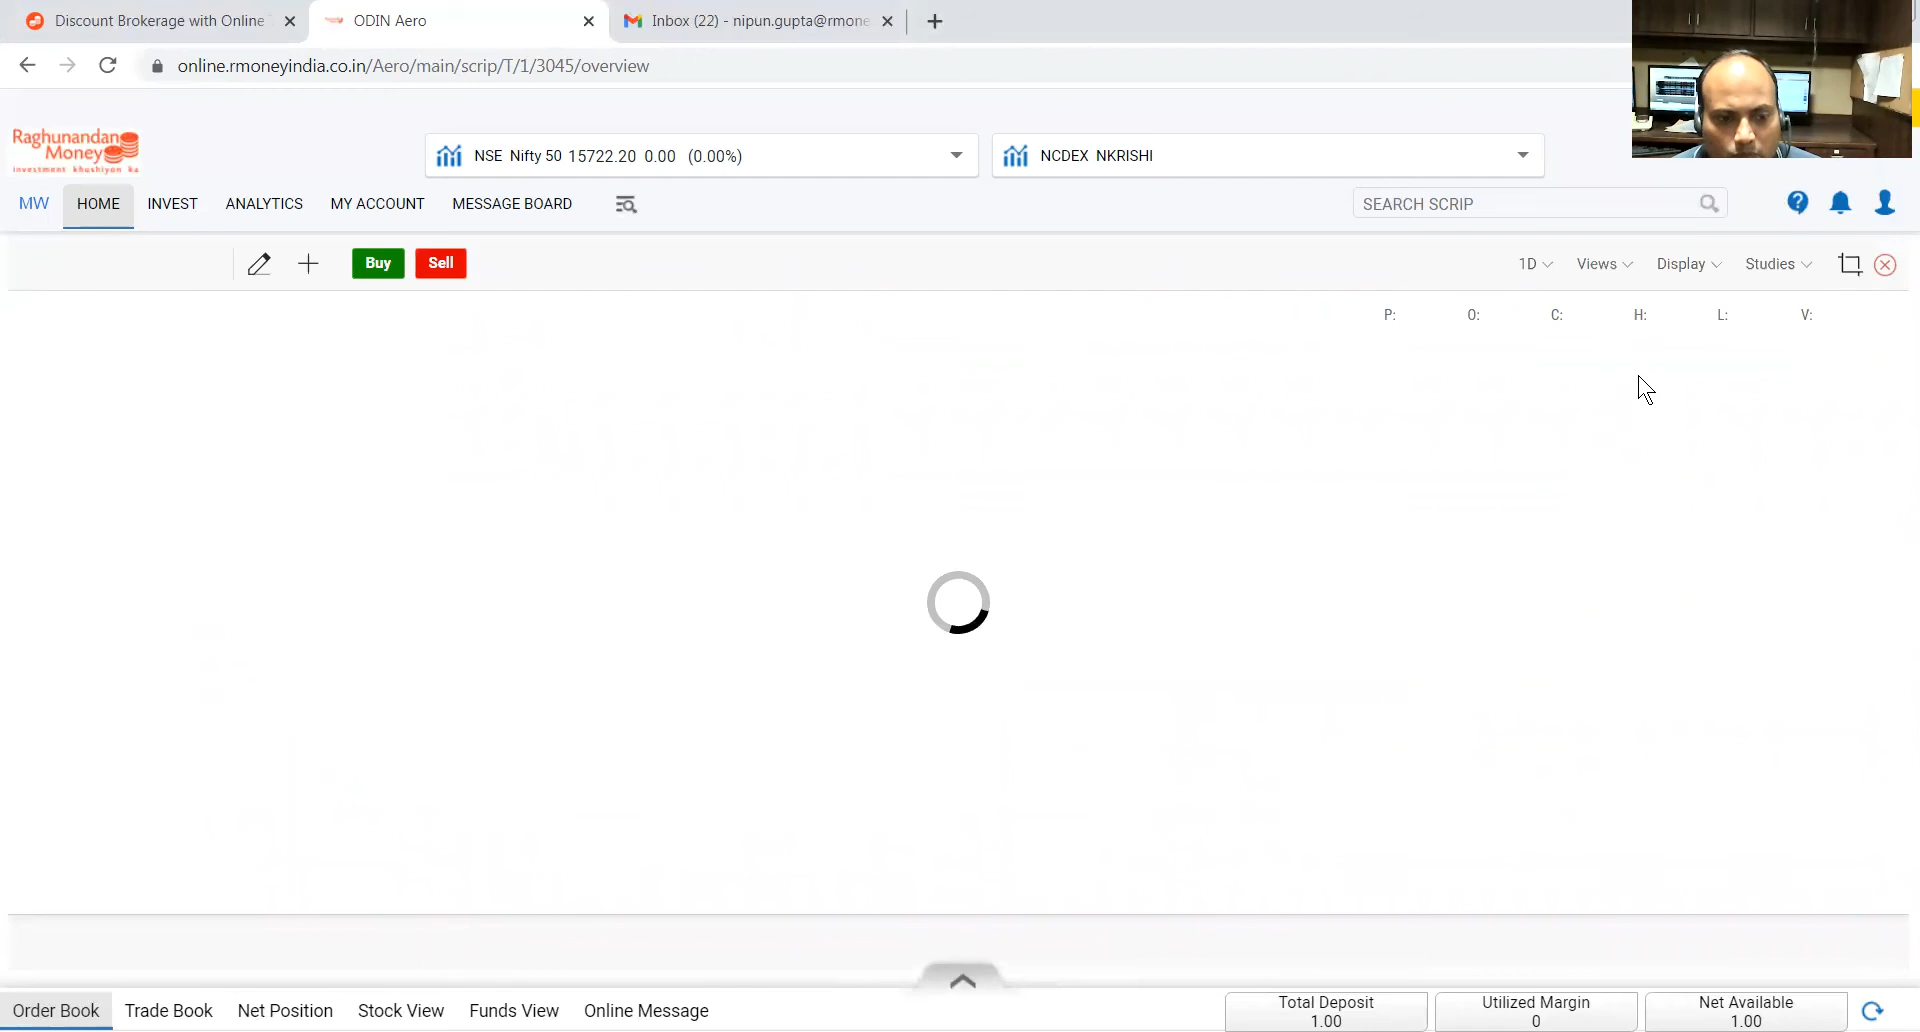 Discount Brokerage with Online
ODIN Aero
Inbox (22) - nipun.gupta@rmone
online.rmoneyindia.co.in/Aero/main/scrip/T/1/3045/overview
Raghunandan
Money
investment khushiyon ka
NSE Nifty 50 15722.20 0.00 (0.00%)
NCDEX NKRISHI
MW HOME INVEST ANALYTICS MY ACCOUNT MESSAGE BOARD
SEARCH SCRIP
Buy Sell
1D Views Display Studies
P: O: C: H: L: V:
Order Book Trade Book Net Position Stock View Funds View Online Message
Total Deposit
1.00
Utilized Margin
0
Net Available
1.00